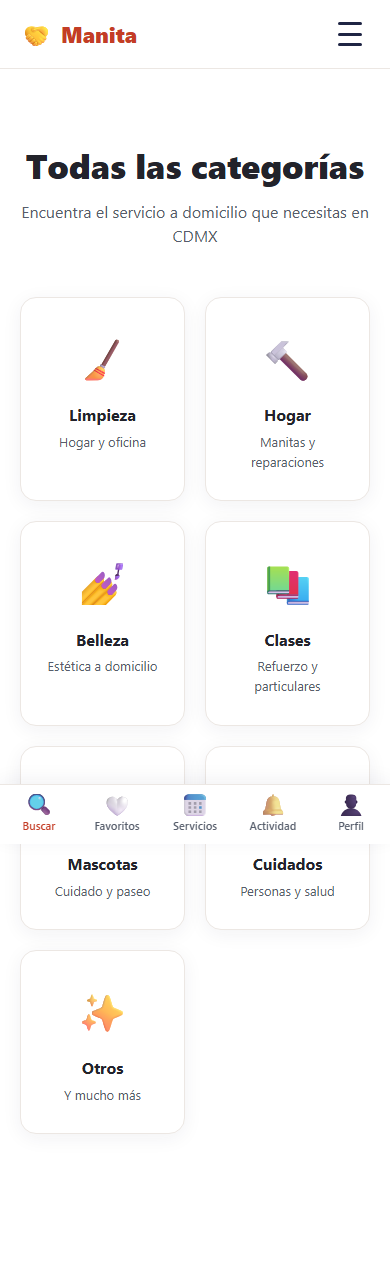 Manita
Todas las categorías
Encuentra el servicio a domicilio que necesitas en
CDMX
Limpieza
Hogar y oficina
Hogar
Manitas y
reparaciones
Belleza
Estética a domicilio
Clases
Refuerzo y
particulares
Buscar
Favoritos
Servicios
Actividad
Perfil
Mascotas
Cuidado y paseo
Cuidados
Personas y salud
Otros
Y mucho más